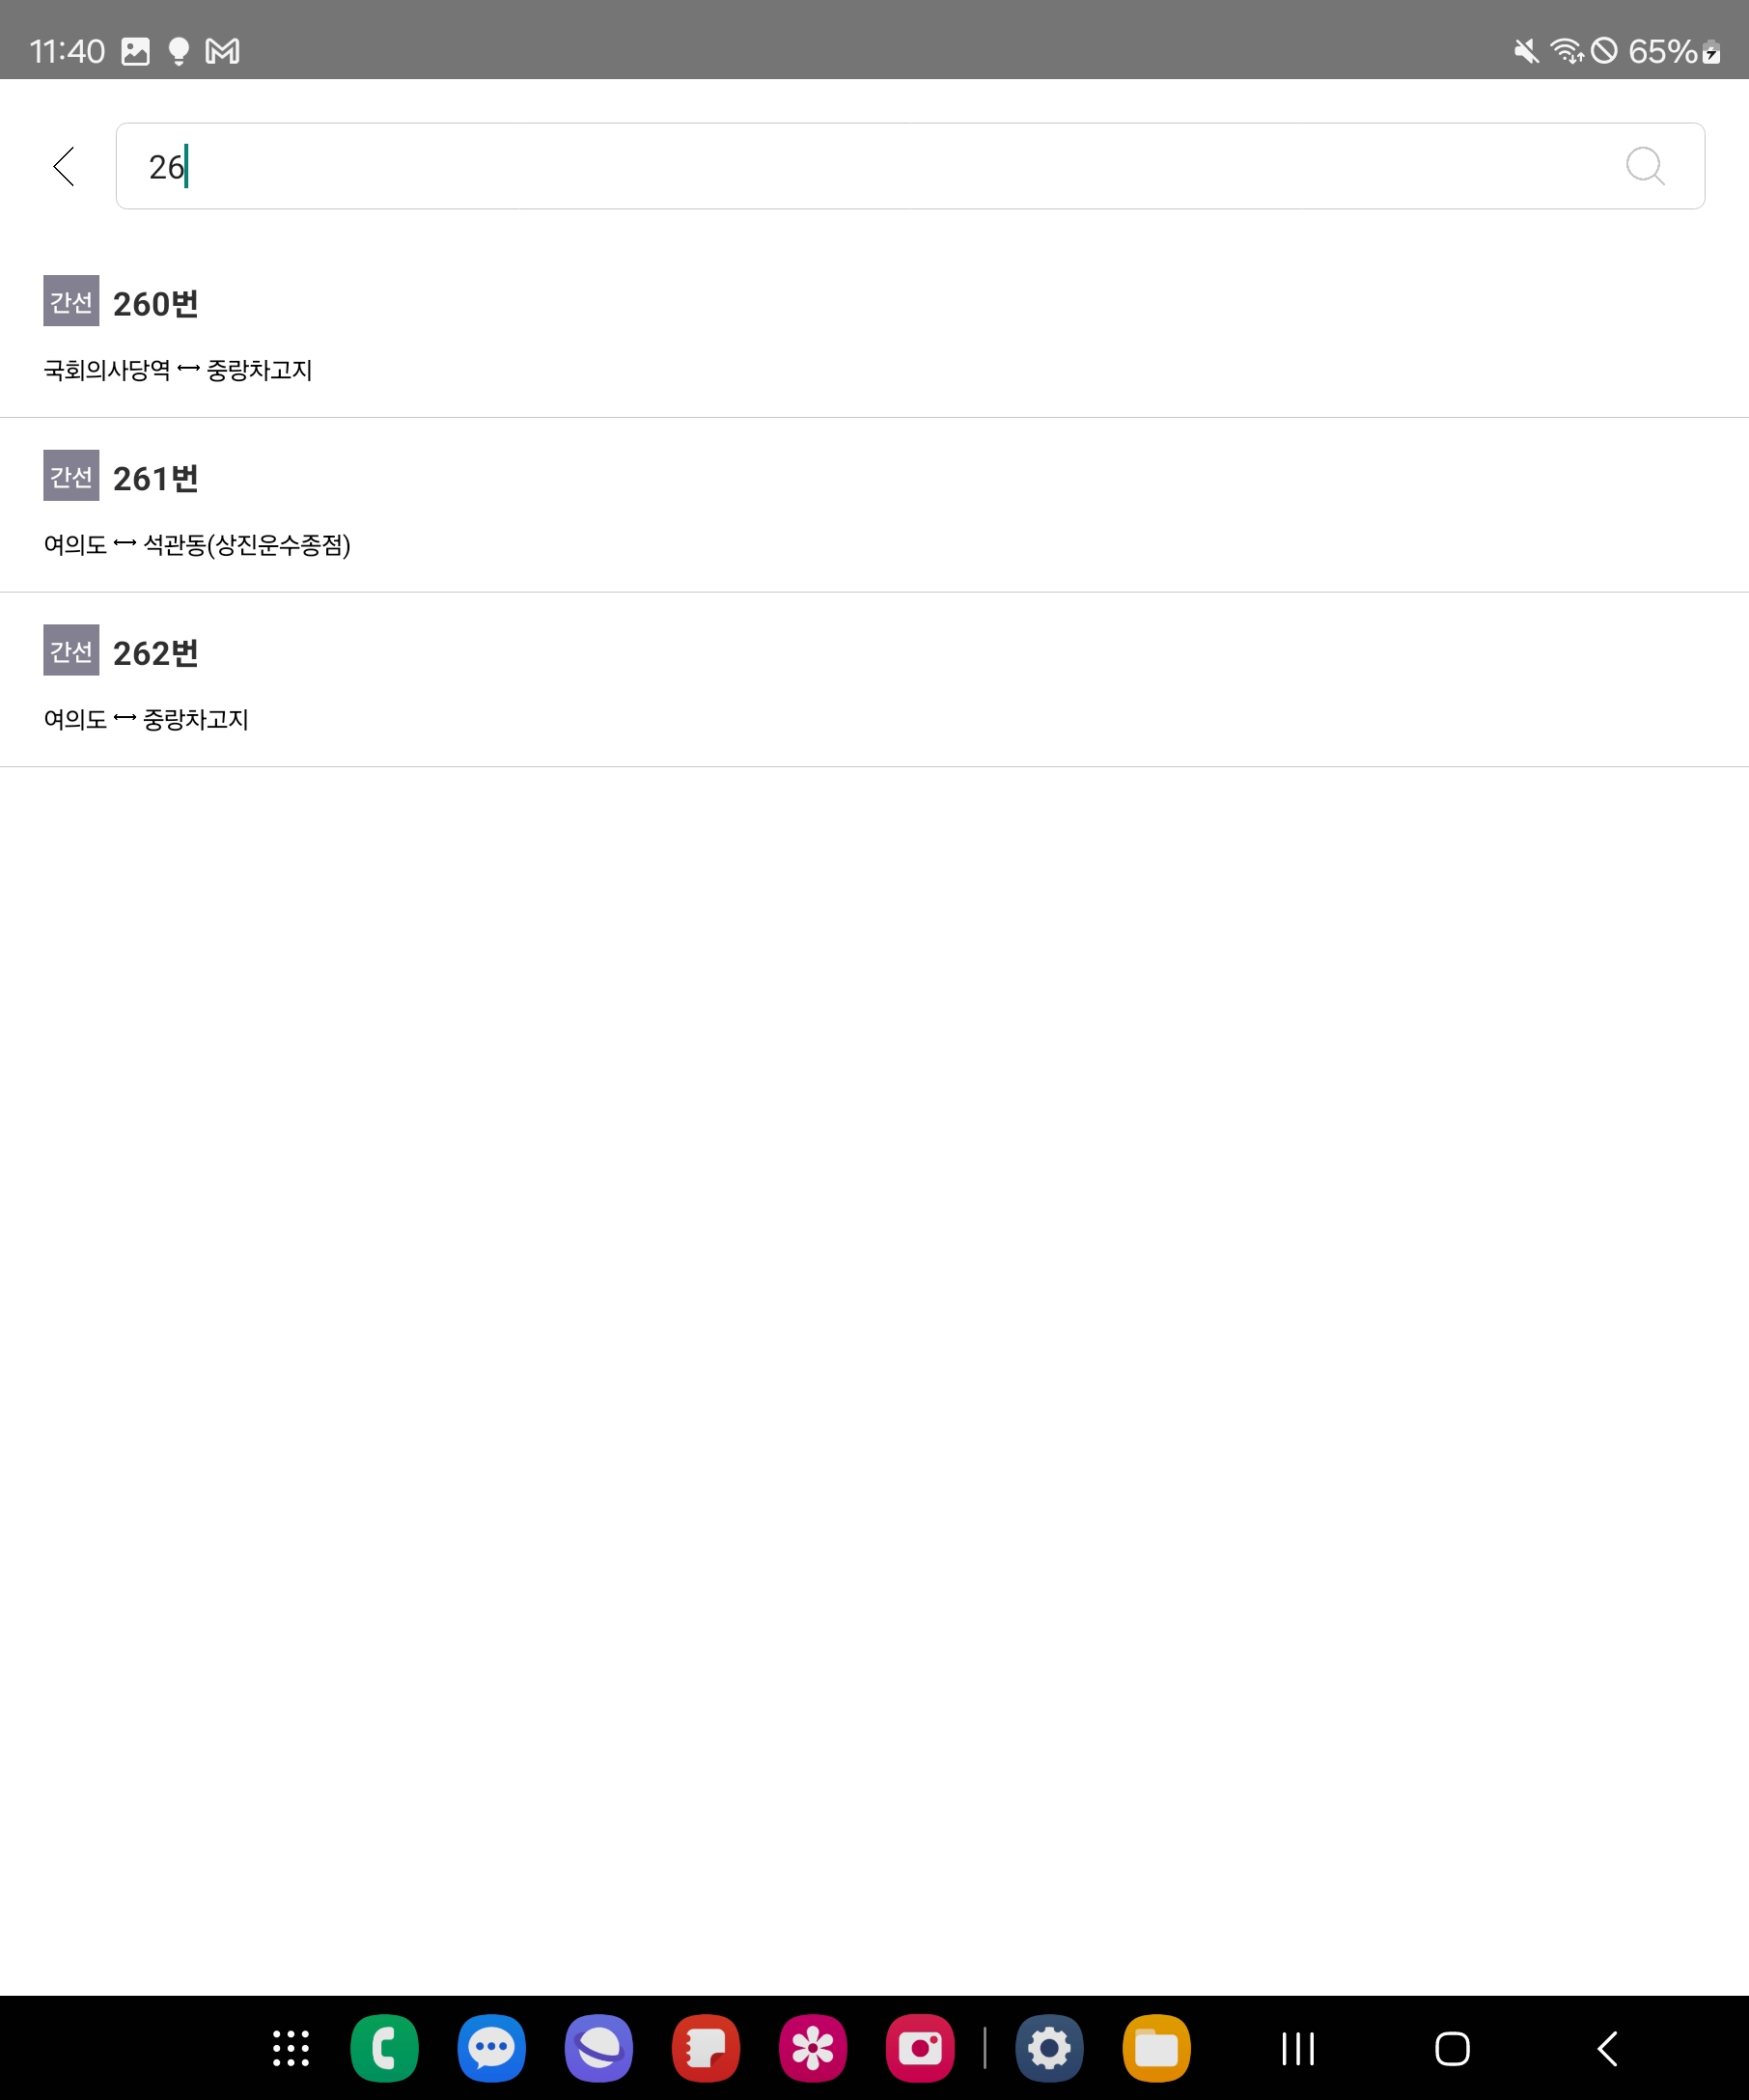 11:40 65%
26
간선 260번
국회의사당역 ↔ 중랑차고지
간선 261번
여의도 ↔ 석관동(상진운수종점)
간선 262번
여의도 ↔ 중랑차고지